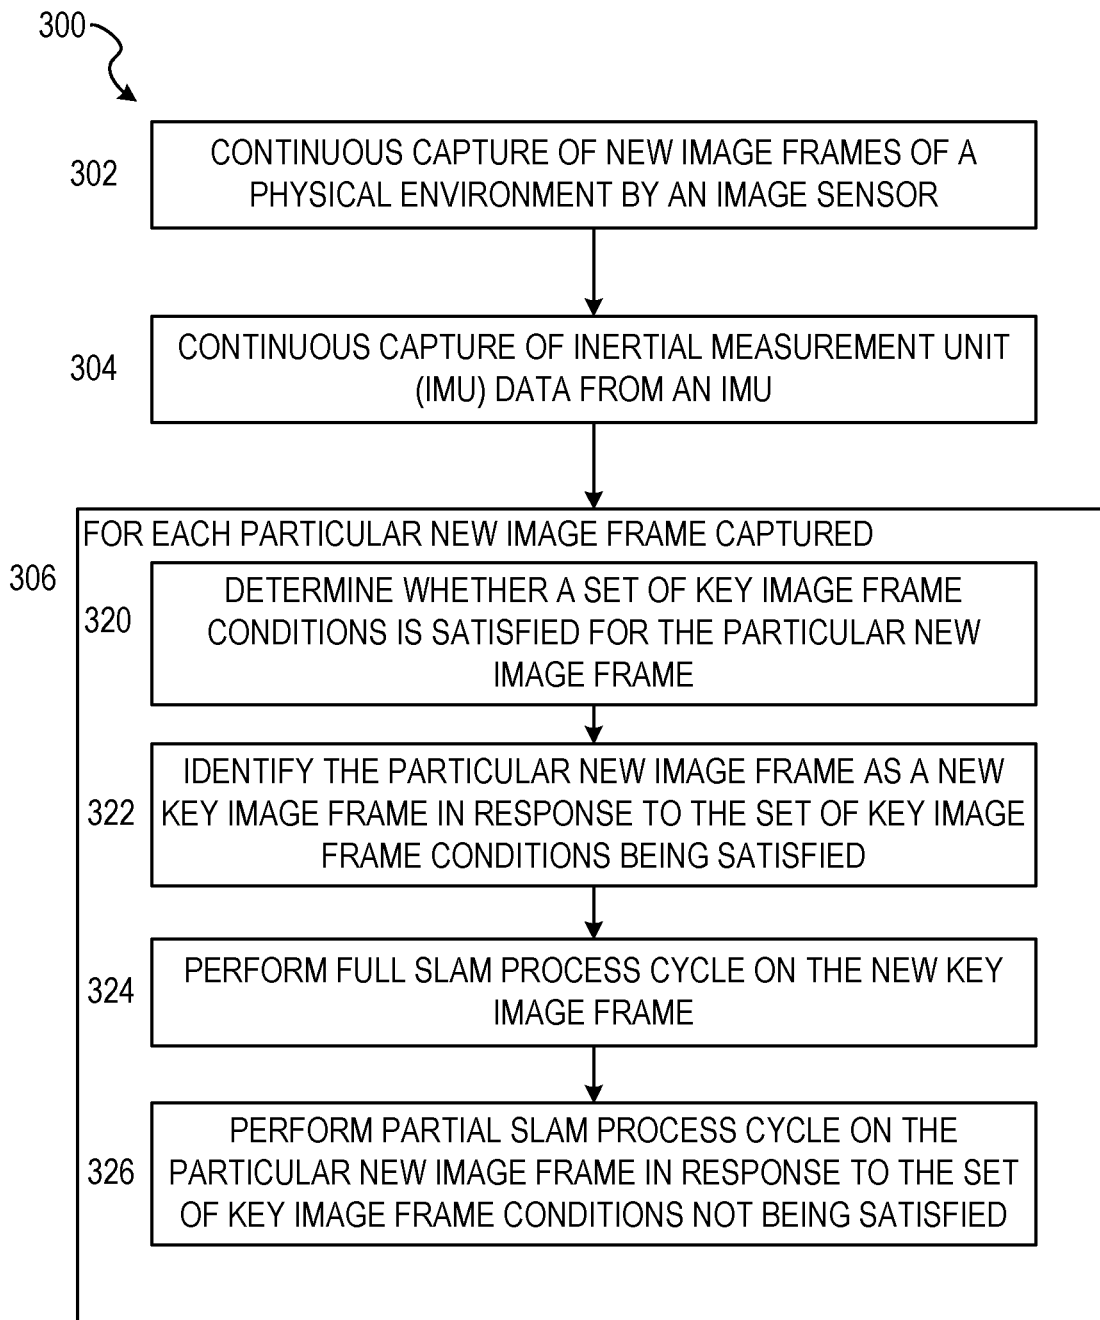 300
302
CONTINUOUS CAPTURE OF NEW IMAGE FRAMES OF A
PHYSICAL ENVIRONMENT BY AN IMAGE SENSOR
304
CONTINUOUS CAPTURE OF INERTIAL MEASUREMENT UNIT
(IMU) DATA FROM AN IMU
306
FOR EACH PARTICULAR NEW IMAGE FRAME CAPTURED
320
DETERMINE WHETHER A SET OF KEY IMAGE FRAME
CONDITIONS IS SATISFIED FOR THE PARTICULAR NEW
IMAGE FRAME
322
IDENTIFY THE PARTICULAR NEW IMAGE FRAME AS A NEW
KEY IMAGE FRAME IN RESPONSE TO THE SET OF KEY IMAGE
FRAME CONDITIONS BEING SATISFIED
324
PERFORM FULL SLAM PROCESS CYCLE ON THE NEW KEY
IMAGE FRAME
326
PERFORM PARTIAL SLAM PROCESS CYCLE ON THE
PARTICULAR NEW IMAGE FRAME IN RESPONSE TO THE SET
OF KEY IMAGE FRAME CONDITIONS NOT BEING SATISFIED